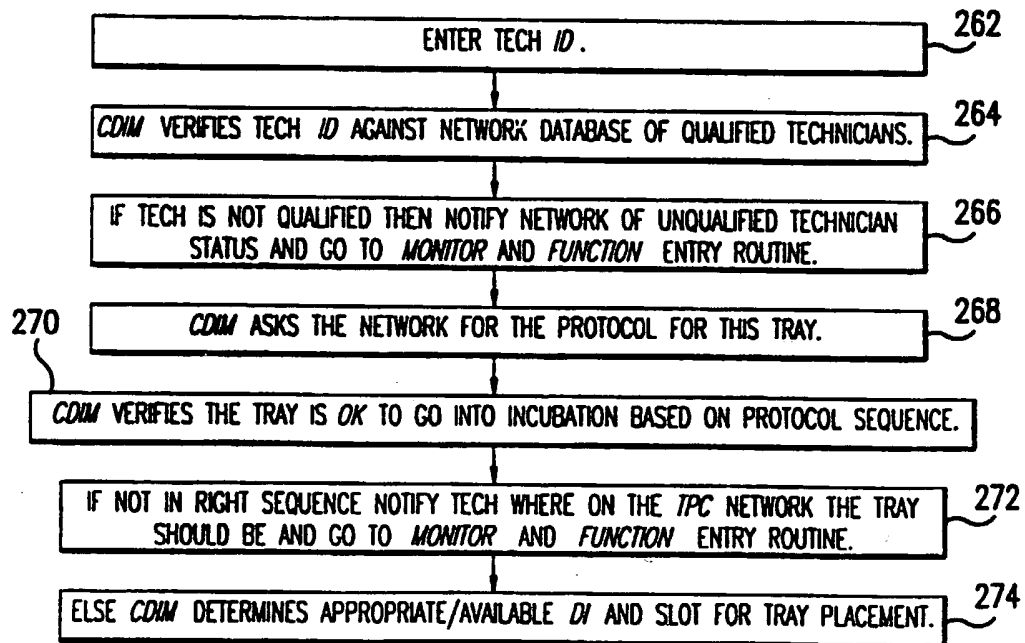 ENTER TECH ID.
262
CDIM VERIFIES TECH ID AGAINST NETWORK DATABASE OF QUALIFIED TECHNICIANS.
264
IF TECH IS NOT QUALIFIED THEN NOTIFY NETWORK OF UNQUALIFIED TECHNICIAN
STATUS AND GO TO MONITOR AND FUNCTION ENTRY ROUTINE.
266
CDIM ASKS THE NETWORK FOR THE PROTOCOL FOR THIS TRAY.
268
270
CDIM VERIFIES THE TRAY IS OK TO GO INTO INCUBATION BASED ON PROTOCOL SEQUENCE.
IF NOT IN RIGHT SEQUENCE NOTIFY TECH WHERE ON THE TPC NETWORK THE TRAY
SHOULD BE AND GO TO MONITOR AND FUNCTION ENTRY ROUTINE.
272
ELSE CDIM DETERMINES APPROPRIATE/AVAILABLE DI AND SLOT FOR TRAY PLACEMENT.
274